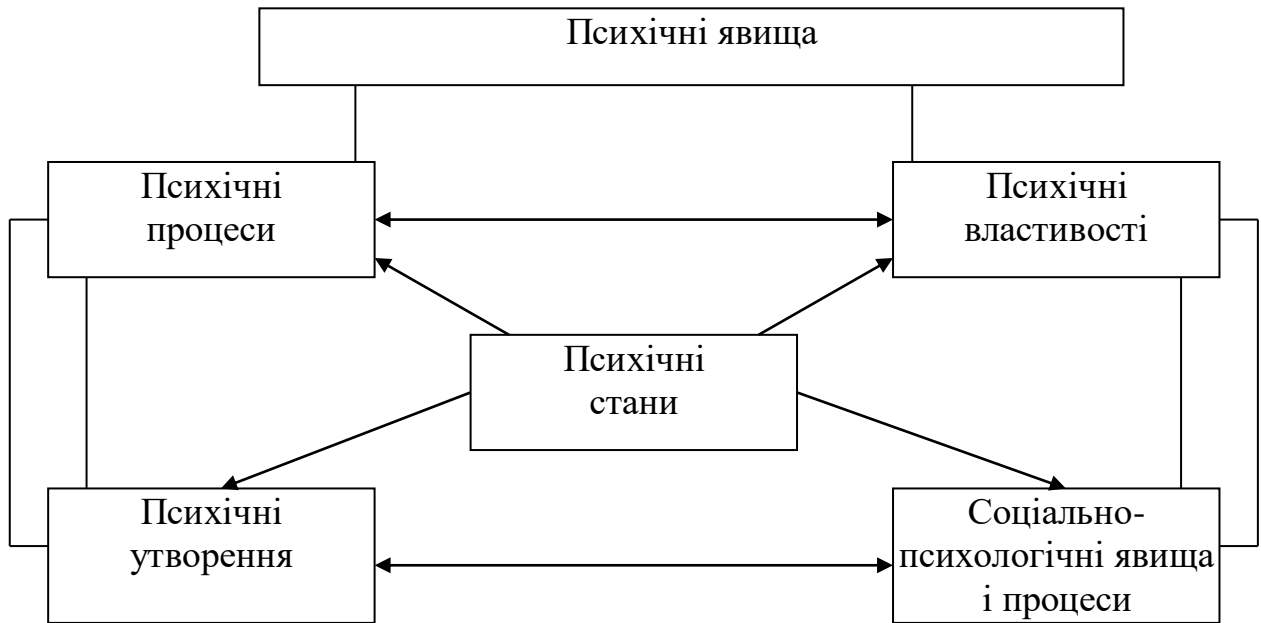 Психічні явища
Психічні
процеси
Психічні
властивості
Психічні
стани
Психічні
утворення
Соціально-
психологічні явища
і процеси